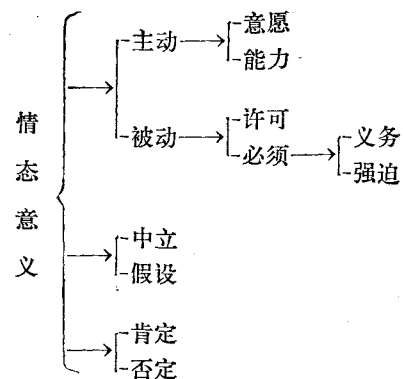 意愿
主动
能力
许可
被动
必须
义务
强迫
情态意义
中立
假设
肯定
否定